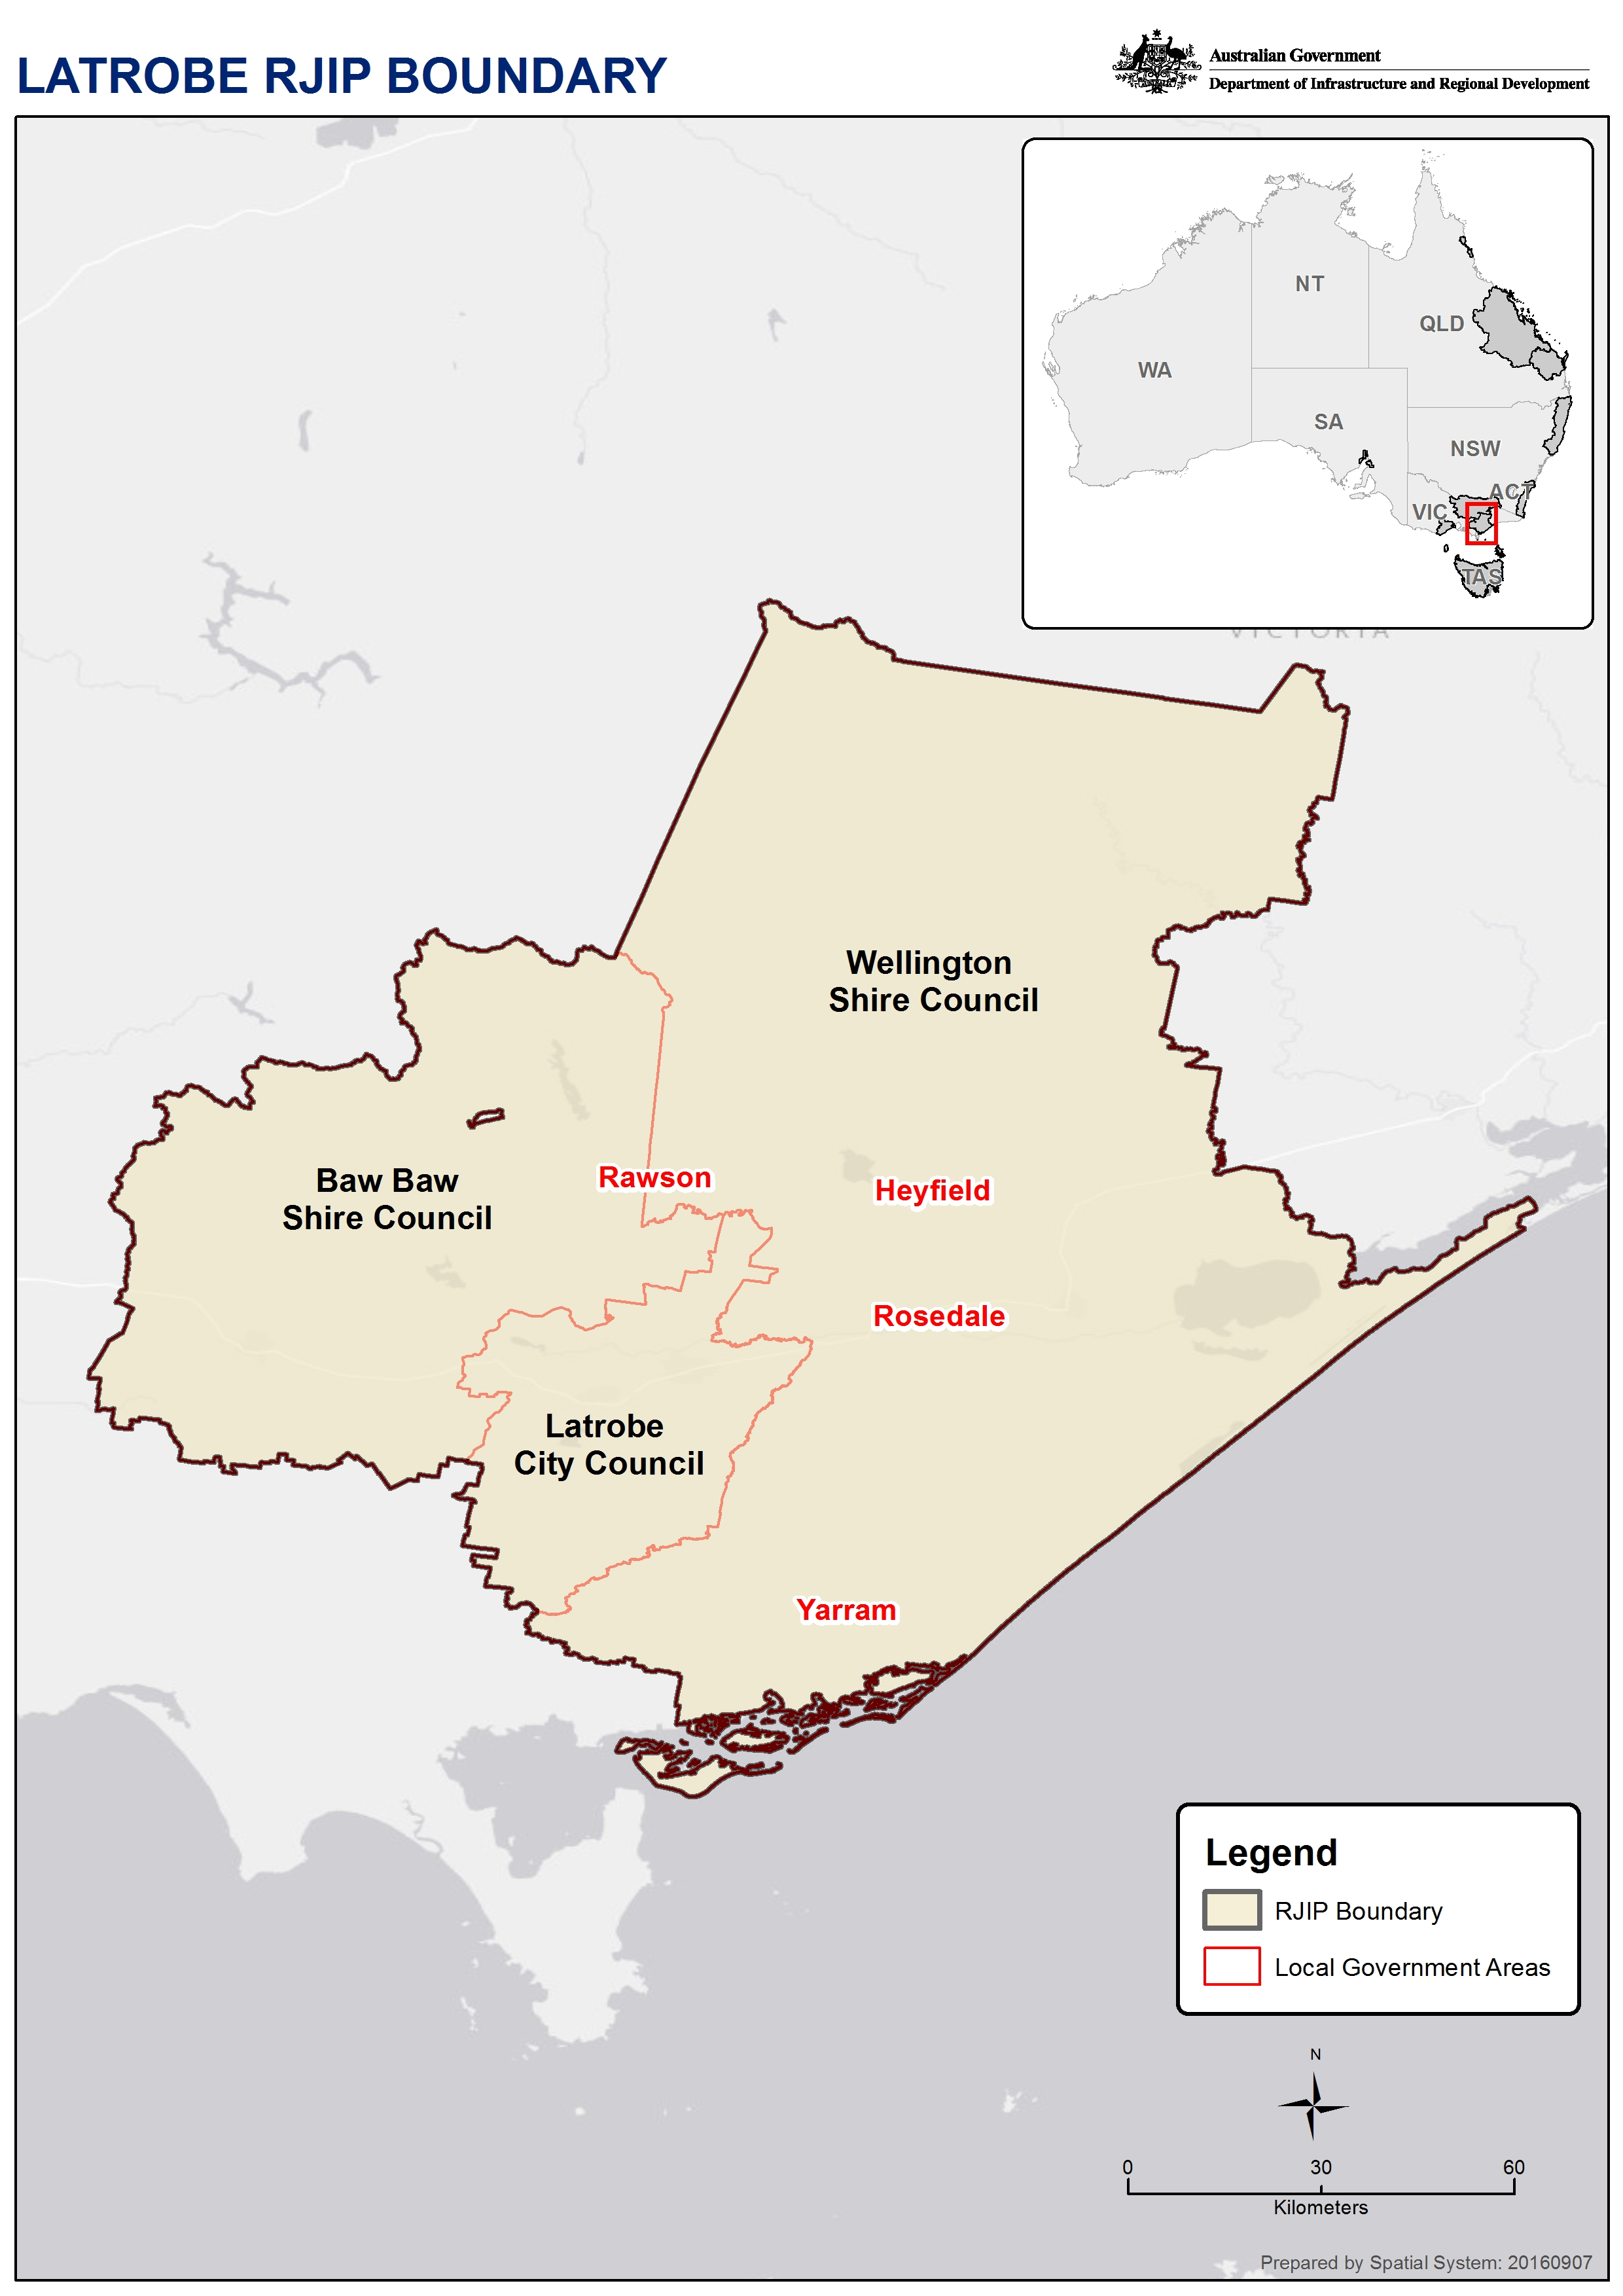 LATROBE RJIP BOUNDARY
Australian Government
Department of Infrastructure and Regional Development
NT
QLD
WA
SA
NSW
ACT
VIC
TAS
VICTORIA
Wellington
Shire Council
Baw Baw
Shire Council
Rawson
Heyfield
Rosedale
Latrobe
City Council
Yarram
Legend
RJIP Boundary
Local Government Areas
N
0 30 60
Kilometers
Prepared by Spatial System: 20160907